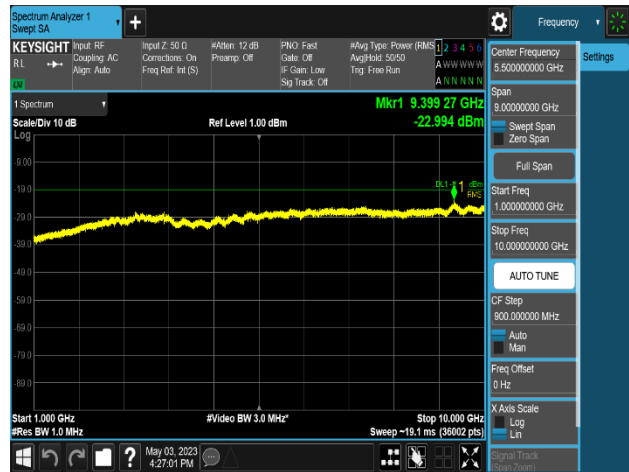 Spectrum Analyzer 1
Swept SA
Frequency
KEYSIGHT
Input: RF
Coupling: AC
Align: Auto
Input Z: 50 Ω
Corrections: On
Freq Ref: Int (S)
#Atten: 12 dB
Preamp: Off
PNO: Fast
Gate: Off
IF Gain: Low
Sig Track: Off
#Avg Type: Power (RMS
Avg|Hold: 50/50
Trig: Free Run
1 2 3 4 5 6
A W W W W W
A N N N N N
R L
Center Frequency
5.500000000 GHz
Settings
Span
9.00000000 GHz
Swept Span
Zero Span
Full Span
Start Freq
1.000000000 GHz
Stop Freq
10.000000000 GHz
AUTO TUNE
CF Step
900.000000 MHz
Auto
Man
Freq Offset
0 Hz
X Axis Scale
Log
Lin
Signal Track
(Span Zoom)
1 Spectrum
Scale/Div 10 dB
Log
Ref Level 1.00 dBm
Mkr1 9.399 27 GHz
-22.994 dBm
-9.00
-19.0
-29.0
-39.0
-49.0
-59.0
-69.0
-79.0
-89.0
1
dBm
RMS
Start 1.000 GHz
#Res BW 1.0 MHz
#Video BW 3.0 MHz*
Stop 10.000 GHz
Sweep ~19.1 ms (36002 pts)
?
May 03, 2023
4:27:01 PM